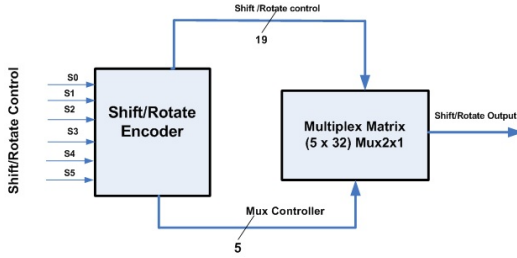 Shift /Rotate control
19
Shift/Rotate Control
S0
S1
S2
S3
S4
S5
Shift/Rotate
Encoder
Multiplex Matrix
(5 x 32) Mux2x1
Shift/Rotate Output
Mux Controller
5